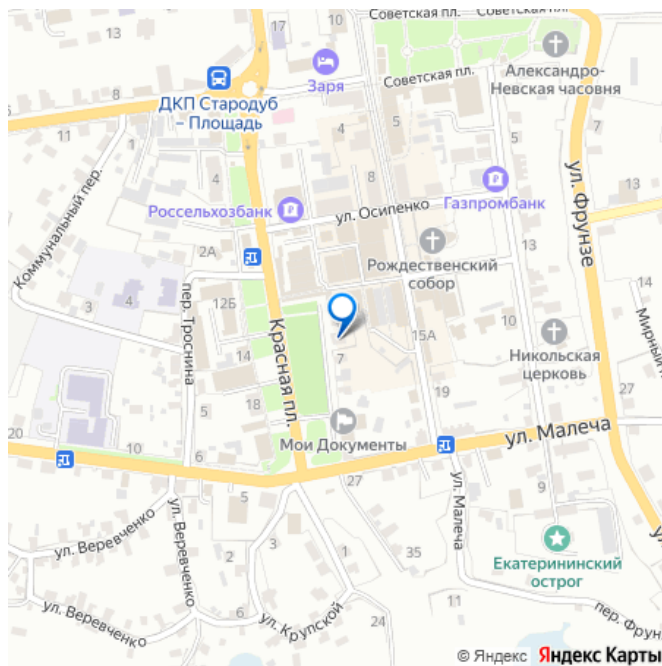 Советская пл.
Советская пл.
13
17
Заря
Александро-
Невская часовня
Советская пл.
ДКП Стародуб
– Площадь
8
11
7
4
5
7
4
8
Коммунальный пер.
Россельхозбанк
ул. Осипенко
Газпромбанк
ул. Фрунзе
13
2А
13
Рождественский
собор
3
4
пер. Троснина
12Б
14
Красная пл.
7
15А
10
14
Мирный
Никольская
церковь
5
18
19
27
20
10
Мои Документы
ул. Малеча
6
5
27
9
ул. Веревченко
ул. Веревченко
2
3
1
35
ул. Малеча
Екатерининский
острог
ул. Веревченко
6
ул. Крупской
24
11
пер. Фрунз
© Яндекс Яндекс Карты